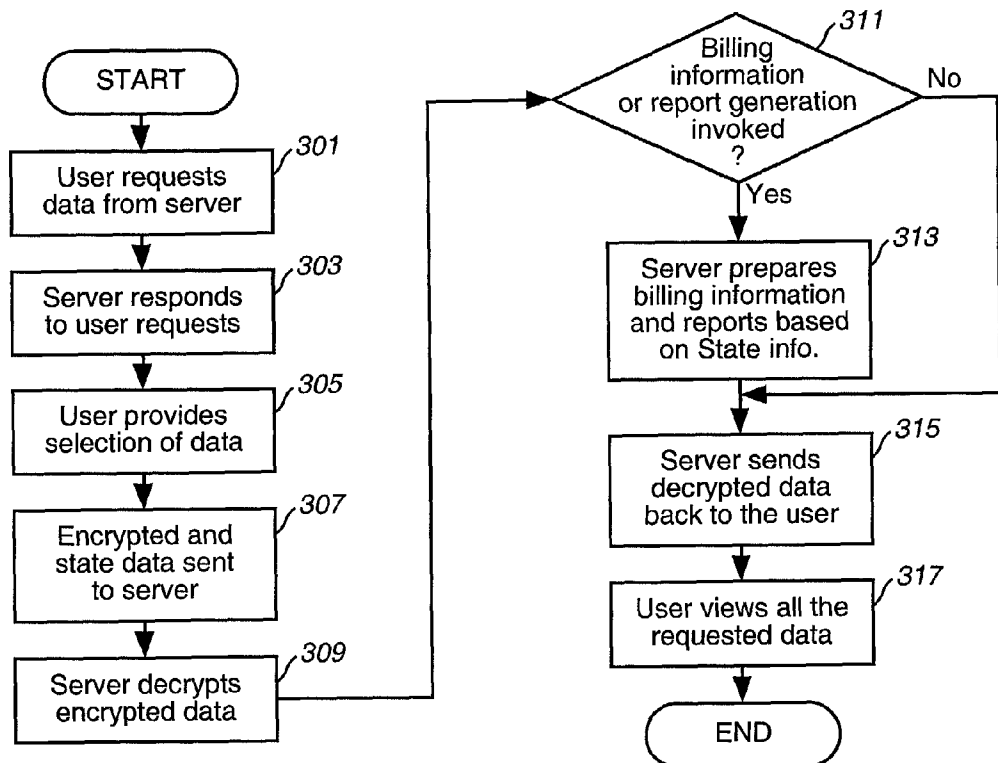 START
301
User requests
data from server
303
Server responds
to user requests
305
User provides
selection of data
307
Encrypted and
state data sent
to server
309
Server decrypts
encrypted data
311
Billing
information
or report generation
invoked
?
No
Yes
313
Server prepares
billing information
and reports based
on State info.
315
Server sends
decrypted data
back to the user
317
User views all the
requested data
END